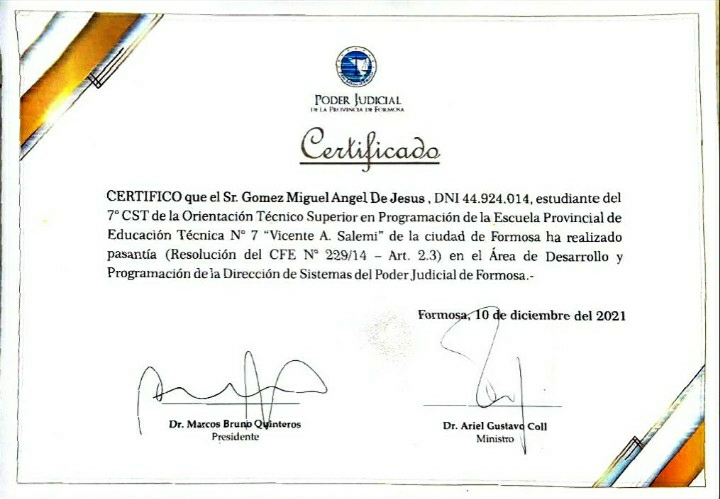 PODER JUDICIAL
DE LA PROVINCIA DE FORMOSA
Certificado
CERTIFICO que el Sr. Gomez Miguel Angel De Jesus, DNI 44.924.014, estudiante del
7° CST de la Orientación Técnico Superior en Programación de la Escuela Provincial de
Educación Técnica N° 7 “Vicente A. Salemi” de la ciudad de Formosa ha realizado
pasantía (Resolución del CFE N° 229/14 – Art. 2.3) en el Área de Desarrollo y
Programación de la Dirección de Sistemas del Poder Judicial de Formosa.-
Formosa, 10 de diciembre del 2021
Dr. Marcos Bruno Quinteros
Presidente
Dr. Ariel Gustavo Coll
Ministro